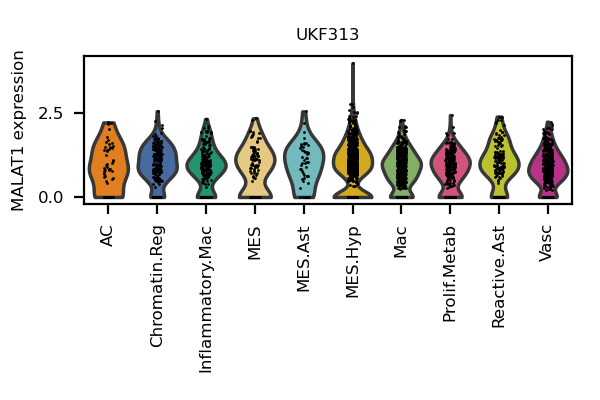 UKF313
MALAT1 expression
2.5
0.0
AC
Chromatin.Reg
Inflammatory.Mac
MES
MES.Ast
MES.Hyp
Mac
Prolif.Metab
Reactive.Ast
Vasc